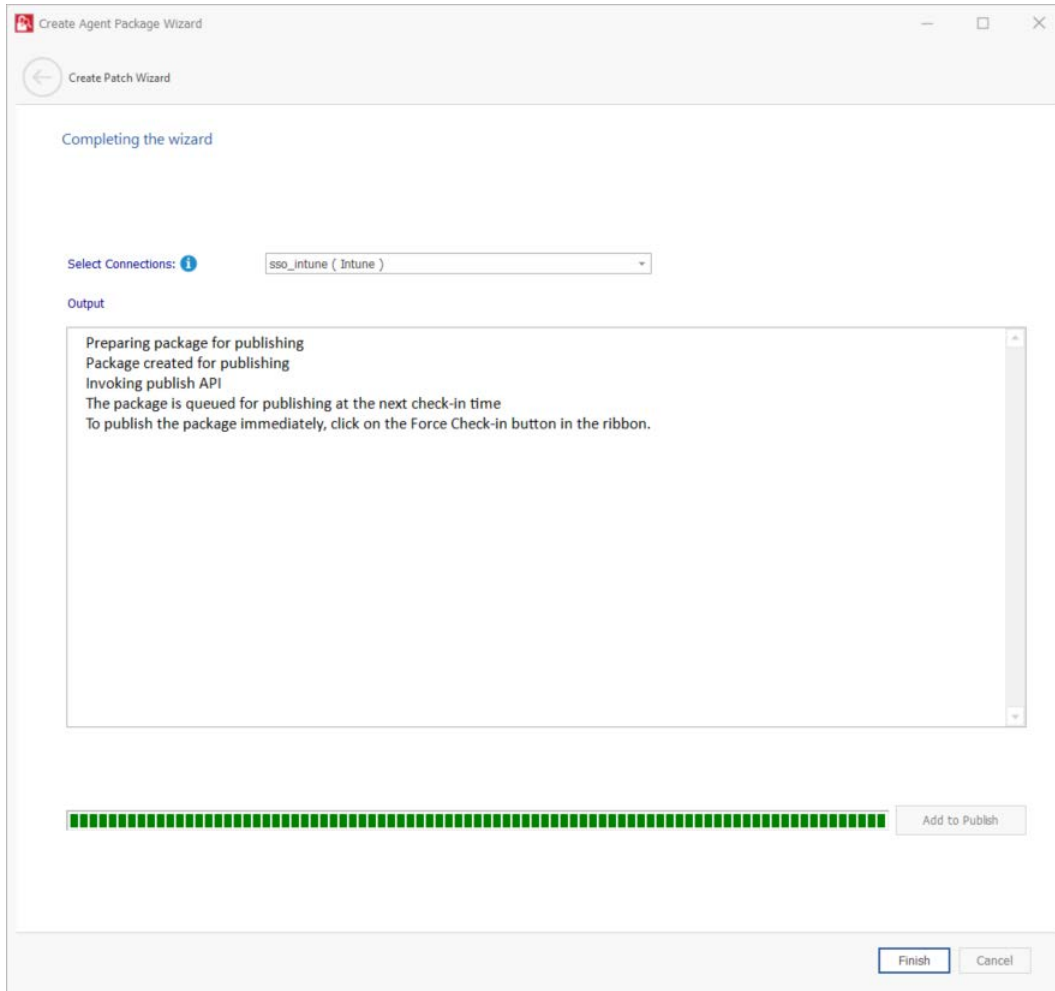 Create Agent Package Wizard
Create Patch Wizard
Completing the wizard
Select Connections:
sso_intune ( Intune )
Output
Preparing package for publishing
Package created for publishing
Invoking publish API
The package is queued for publishing at the next check-in time
To publish the package immediately, click on the Force Check-in button in the ribbon.
Add to Publish
Finish
Cancel